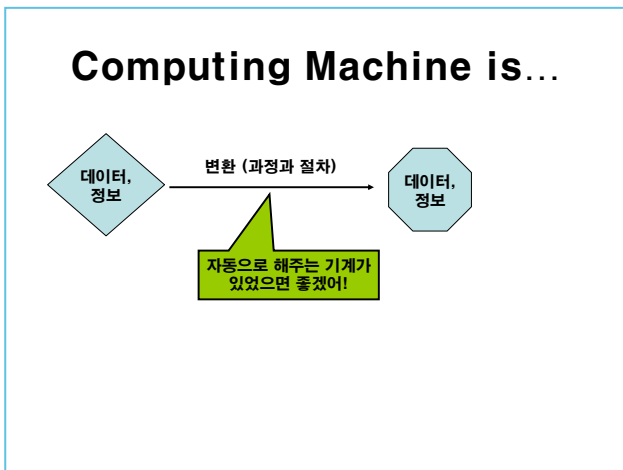 Computing Machine is...
변환 (과정과 절차)
데이터,
정보
데이터,
정보
자동으로 해주는 기계가
있었으면 좋겠어!